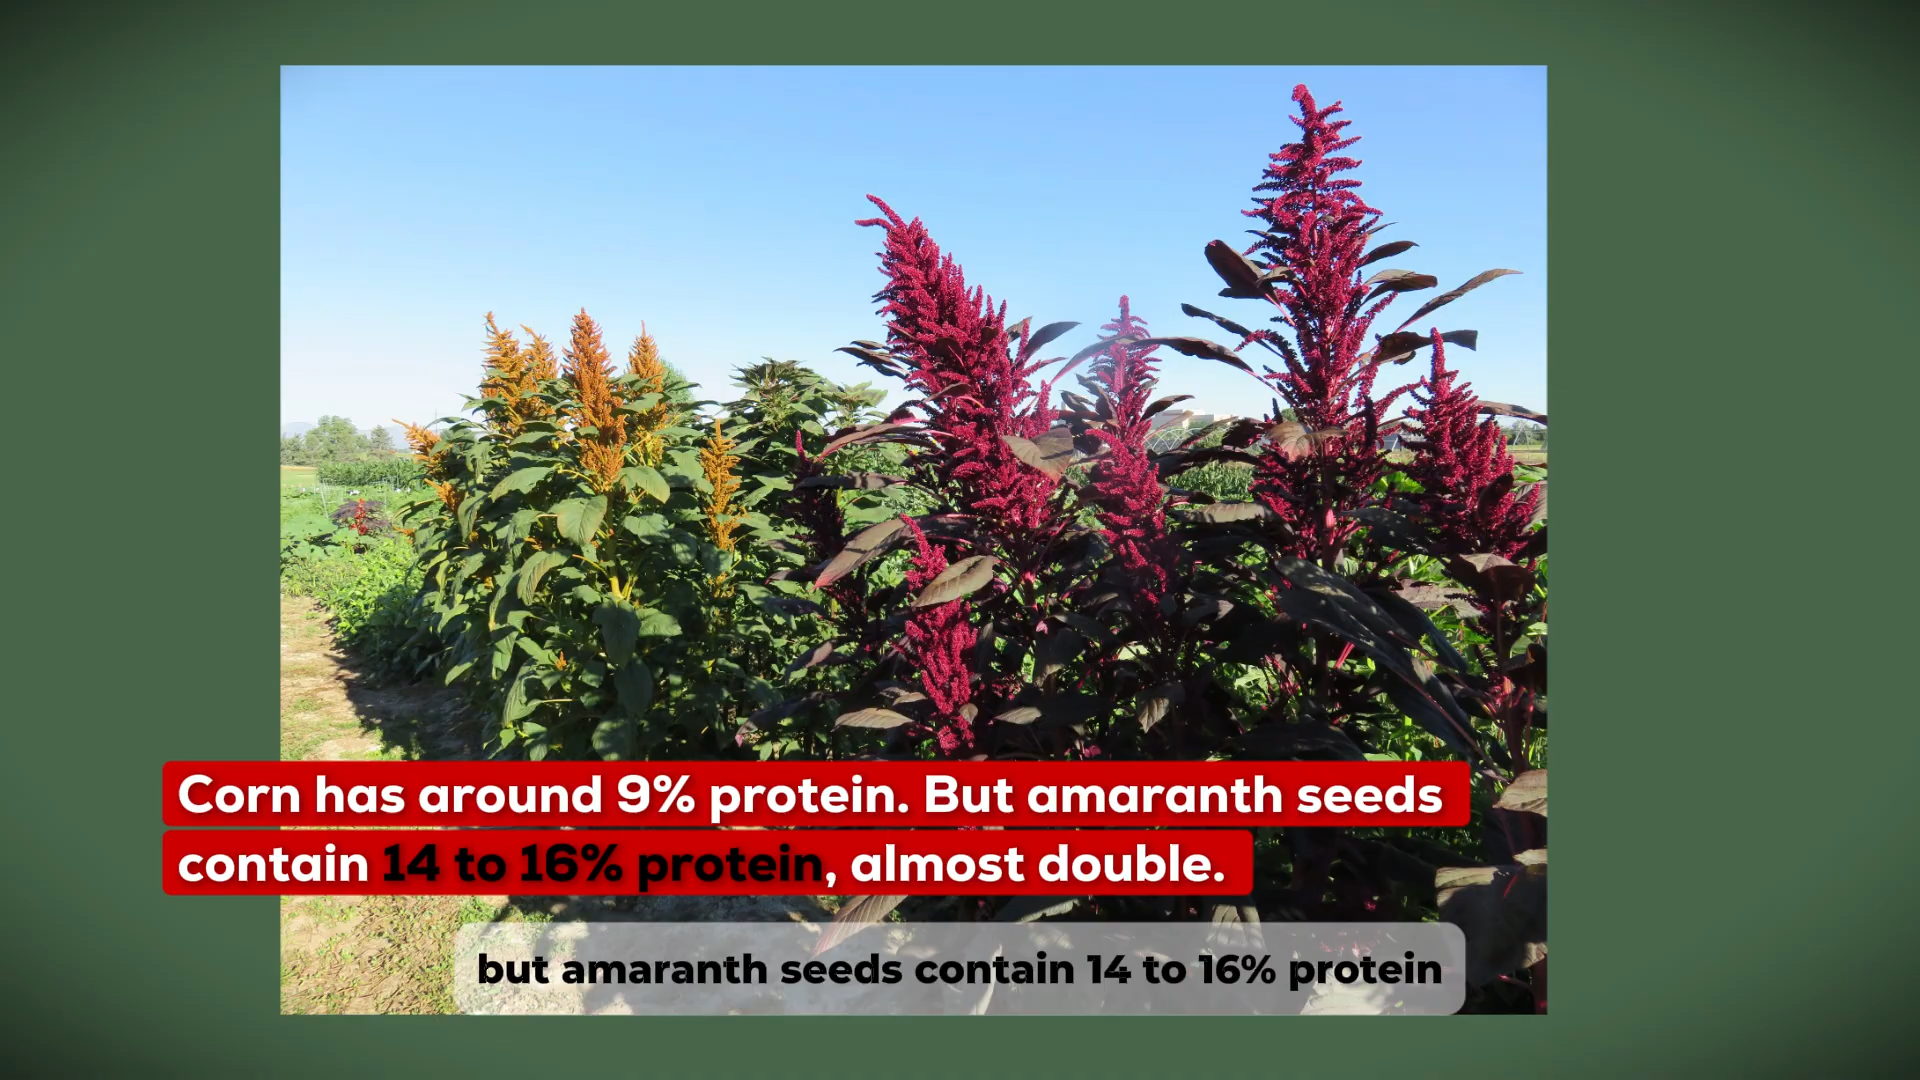 Corn has around 9% protein. But amaranth seeds
contain 14 to 16% protein, almost double.
but amaranth seeds contain 14 to 16% protein